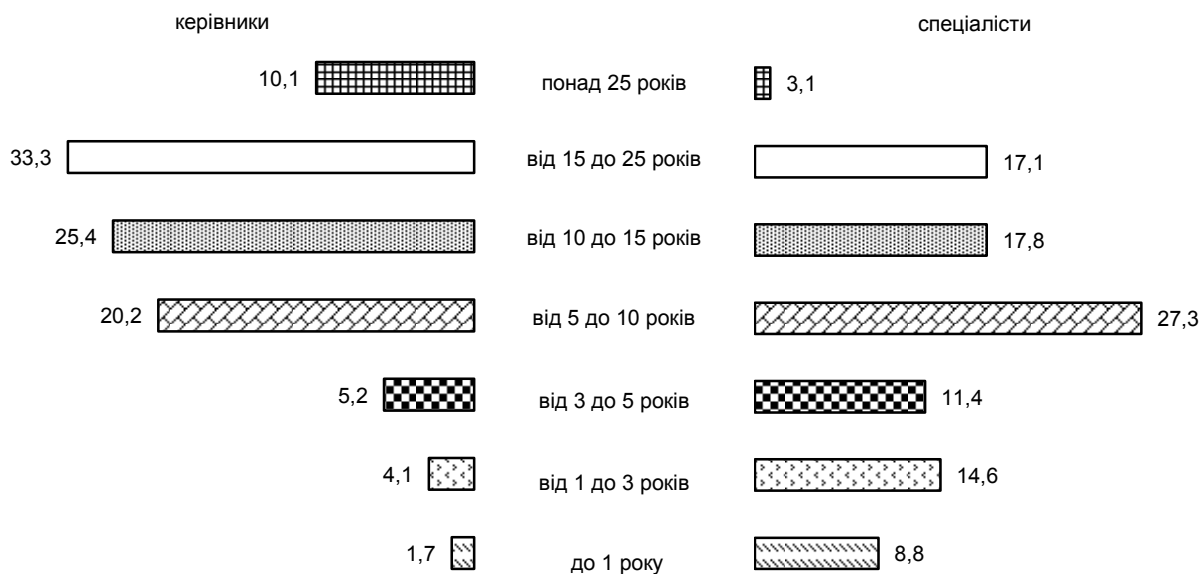 керівники спеціалісти
10,1 понад 25 років 3,1
33,3 від 15 до 25 років 17,1
25,4 від 10 до 15 років 17,8
20,2 від 5 до 10 років 27,3
5,2 від 3 до 5 років 11,4
4,1 від 1 до 3 років 14,6
1,7 до 1 року 8,8